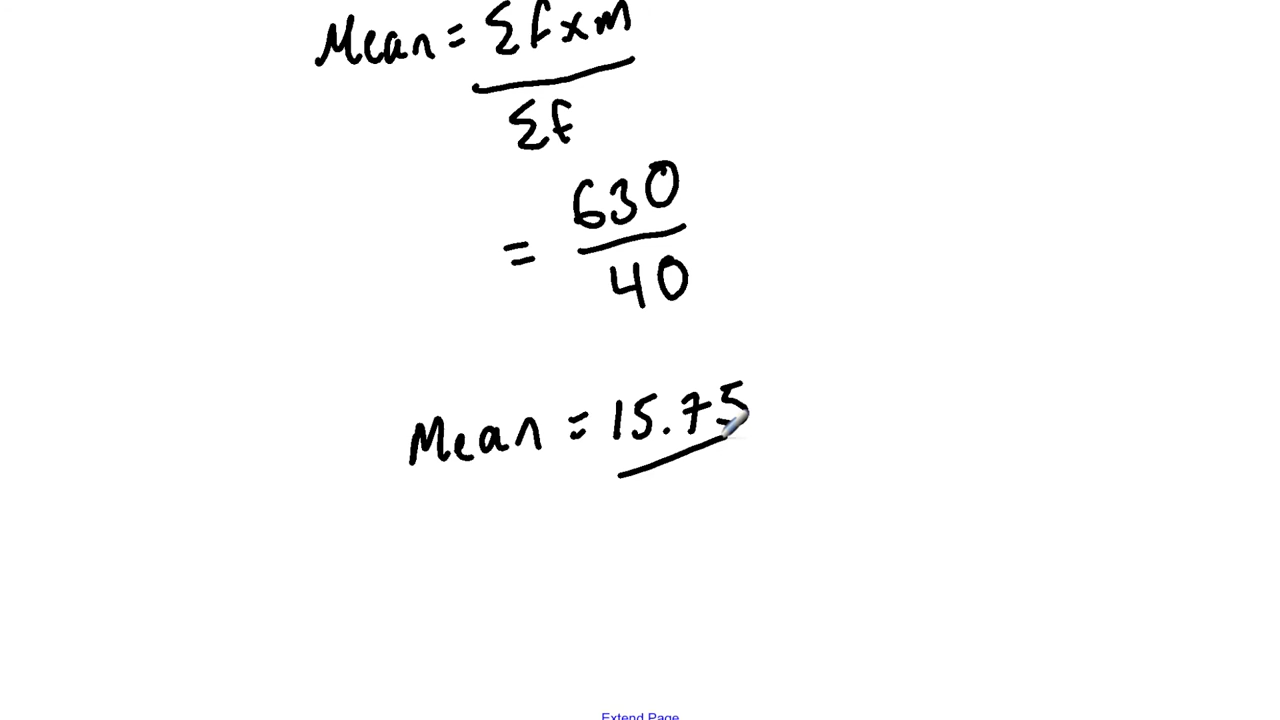 Mean = Σf×m
Σf
= 630
40
Mean = 15.75
Extend Page